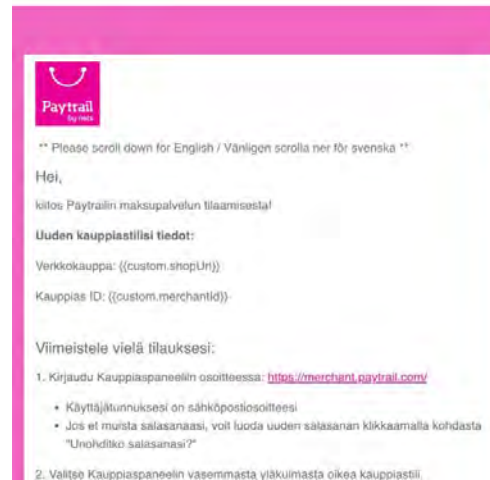 Paytrail
by nets
** Please scroll down for English / Vänligen scrolla ner för svenska **
Hei,
kiitos Paytrailin maksupalvelun tilaamisesta!
Uuden kauppiastilisi tiedot:
Verkkokauppa: {{custom.shopUrl}}
Kauppias ID: {{custom.merchantId}}
Viimeistele vielä tilauksesi:
1. Kirjaudu Kauppiaspaneeliin osoitteessa: https://merchant.paytrail.com/
• Käyttäjätunnuksesi on sähköpostiosoitteesi
• Jos et muista salasanaasi, voit luoda uuden salasanan klikkaamalla kohdasta
"Unohditko salasanasi?"
2. Valitse Kauppiaspaneelin vasemmasta yläkulmasta oikea kauppiastili.